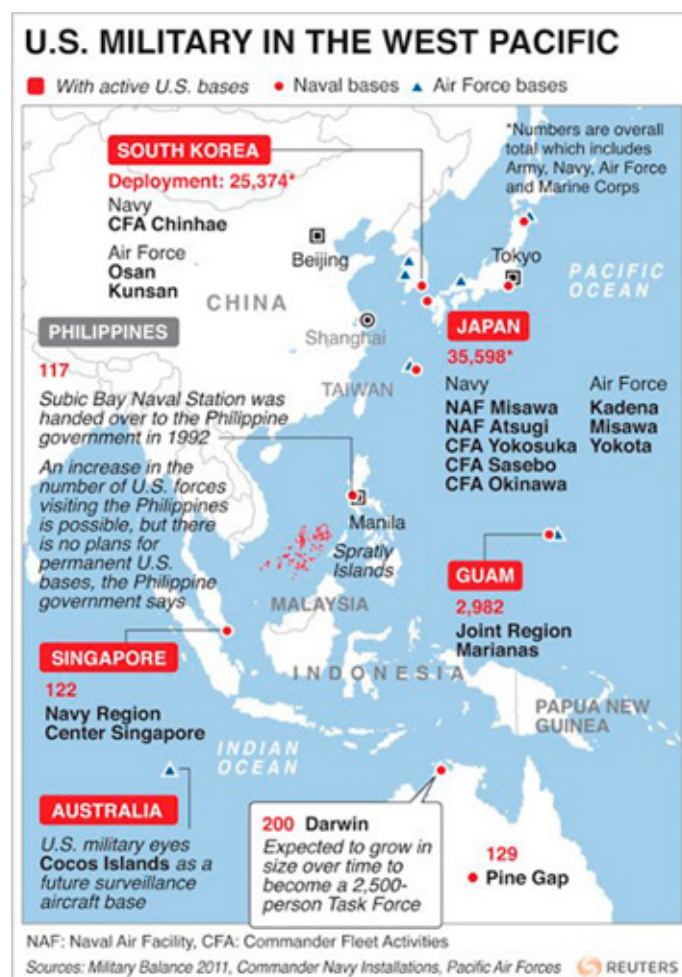 U.S. MILITARY IN THE WEST PACIFIC
With active U.S. bases
Naval bases
Air Force bases
*Numbers are overall
total which includes
Army, Navy, Air Force
and Marine Corps
SOUTH KOREA
Deployment: 25,374*
Navy
CFA Chinhae
Air Force
Osan
Kunsan
Beijing
Tokyo
PACIFIC
OCEAN
CHINA
Shanghai
TAIWAN
PHILIPPINES
117
Subic Bay Naval Station was
handed over to the Philippine
government in 1992
An increase in the
number of U.S. forces
visiting the Philippines
is possible, but there
is no plans for
permanent U.S.
bases, the Philippine
government says
JAPAN
35,598*
Navy
NAF Misawa
NAF Atsugi
CFA Yokosuka
CFA Sasebo
CFA Okinawa
Air Force
Kadena
Misawa
Yokota
Manila
Spratly
Islands
MALAYSIA
GUAM
2,982
Joint Region
Marianas
SINGAPORE
122
Navy Region
Center Singapore
INDONESIA
PAPUA NEW
GUINEA
INDIAN
OCEAN
AUSTRALIA
U.S. military eyes
Cocos Islands as a
future surveillance
aircraft base
200 Darwin
Expected to grow in
size over time to
become a 2,500-
person Task Force
129
Pine Gap
NAF: Naval Air Facility, CFA: Commander Fleet Activities
Sources: Military Balance 2011, Commander Navy Installations, Pacific Air Forces
REUTERS